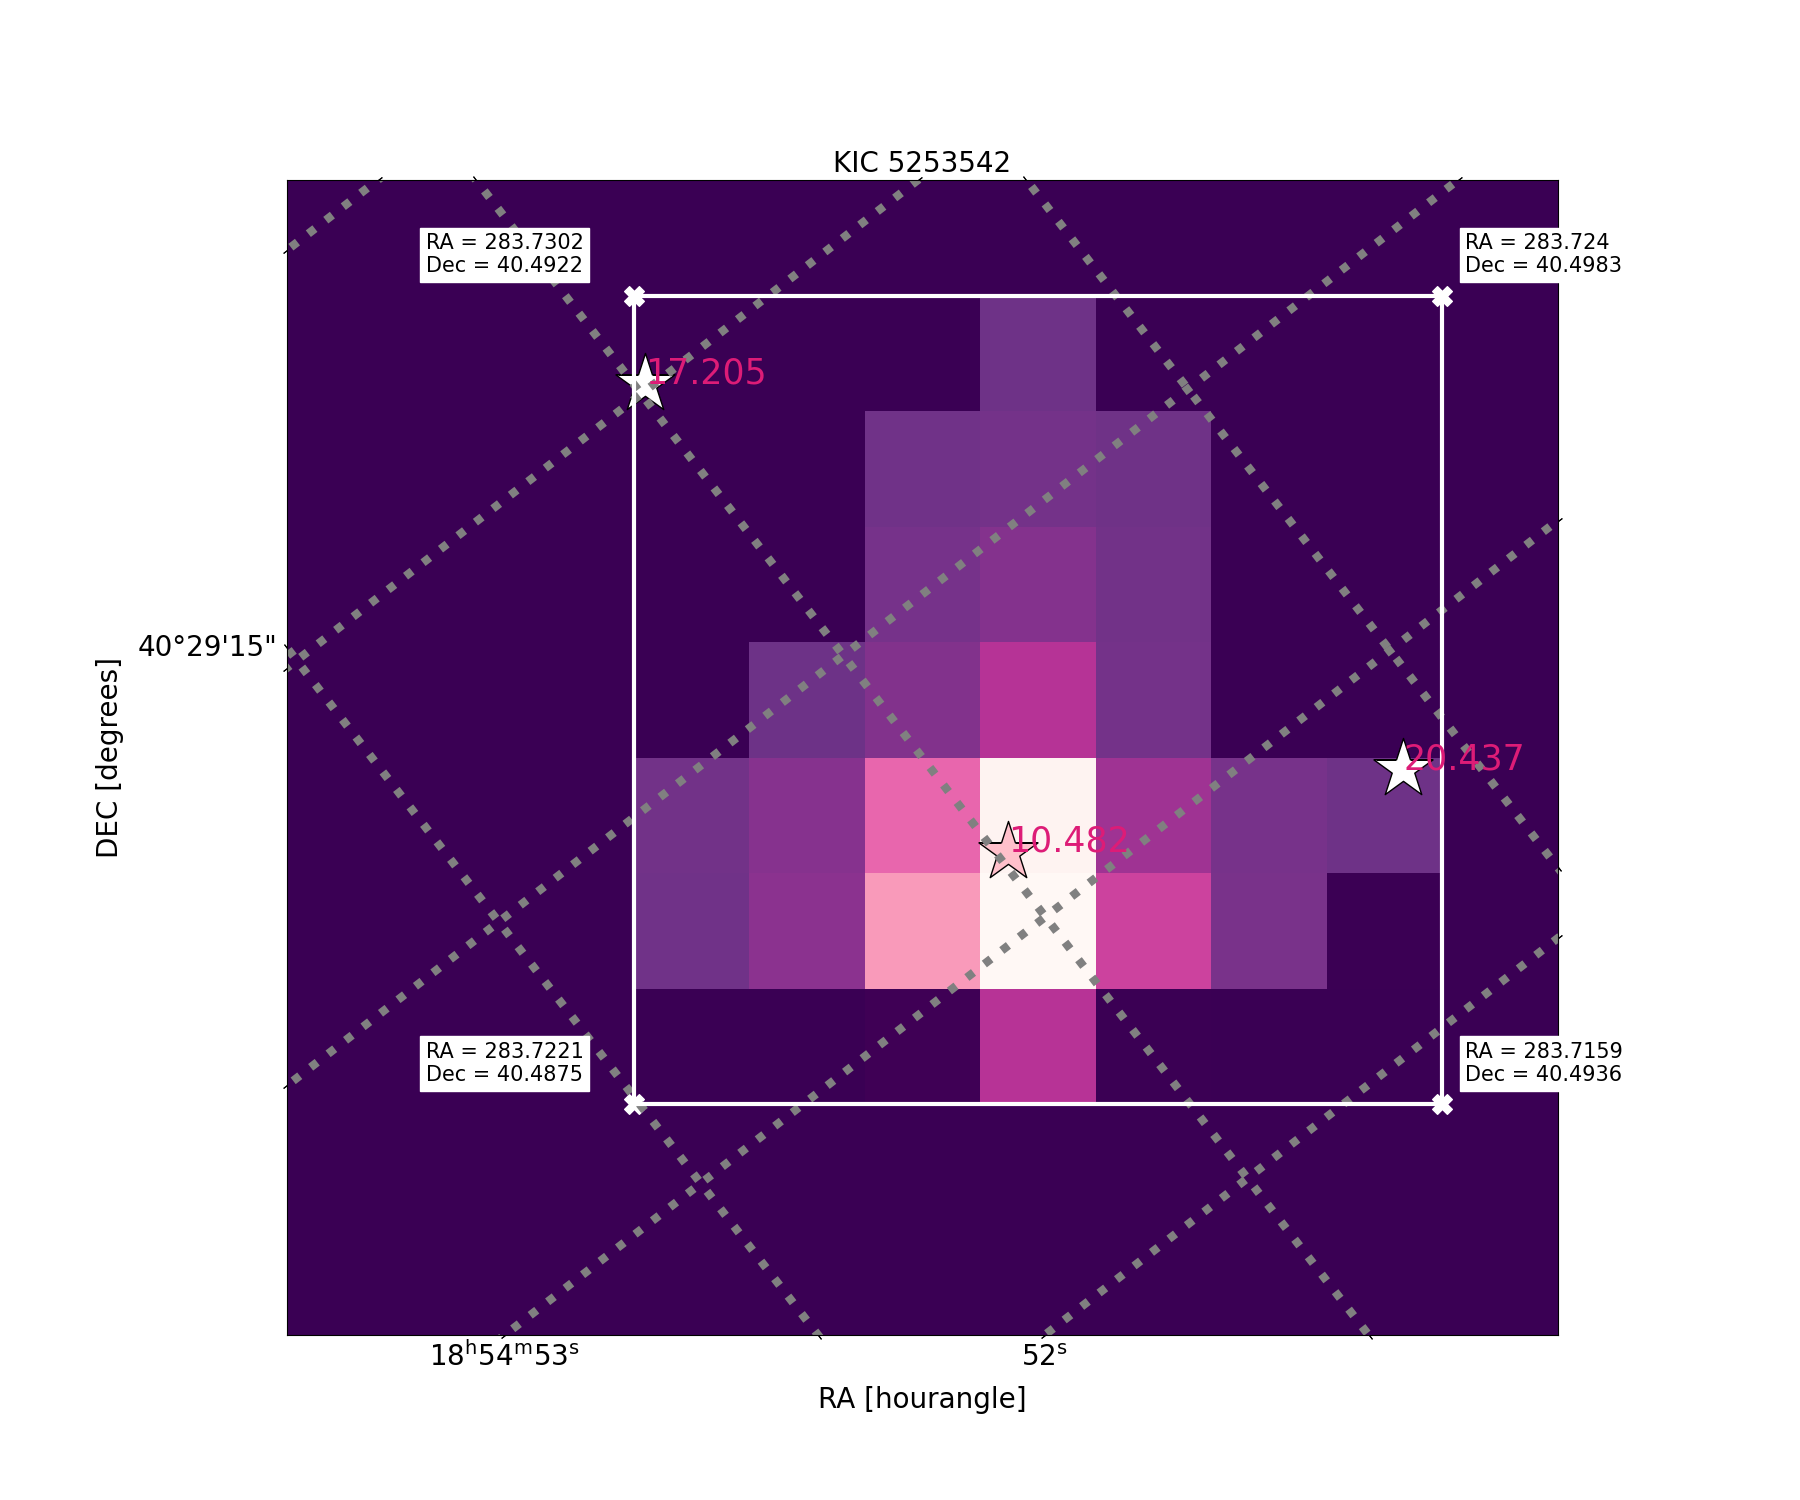 KIC 5253542
RA = 283.7302
Dec = 40.4922
RA = 283.724
Dec = 40.4983
17.205
40°29'15"
20.437
10.482
DEC [degrees]
RA = 283.7221
Dec = 40.4875
RA = 283.7159
Dec = 40.4936
18ʰ54ᵐ53ˢ
52ˢ
RA [hourangle]